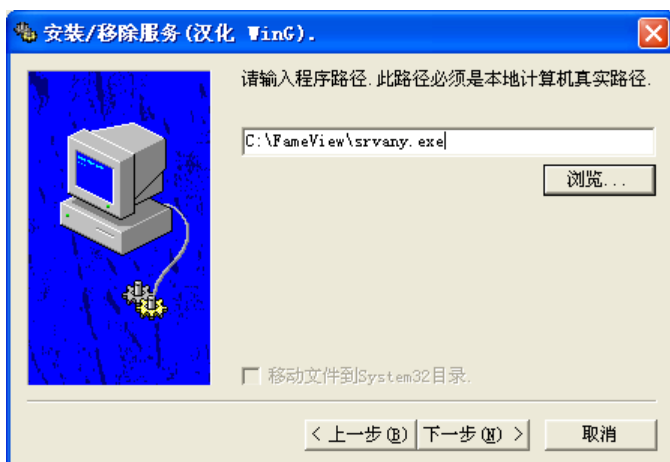 安装/移除服务(汉化 WinG).
请输入程序路径.此路径必须是本地计算机真实路径.
C:\FameView\srvany.exe
浏览...
移动文件到System32目录.
< 上一步(B) 下一步(N) > 取消